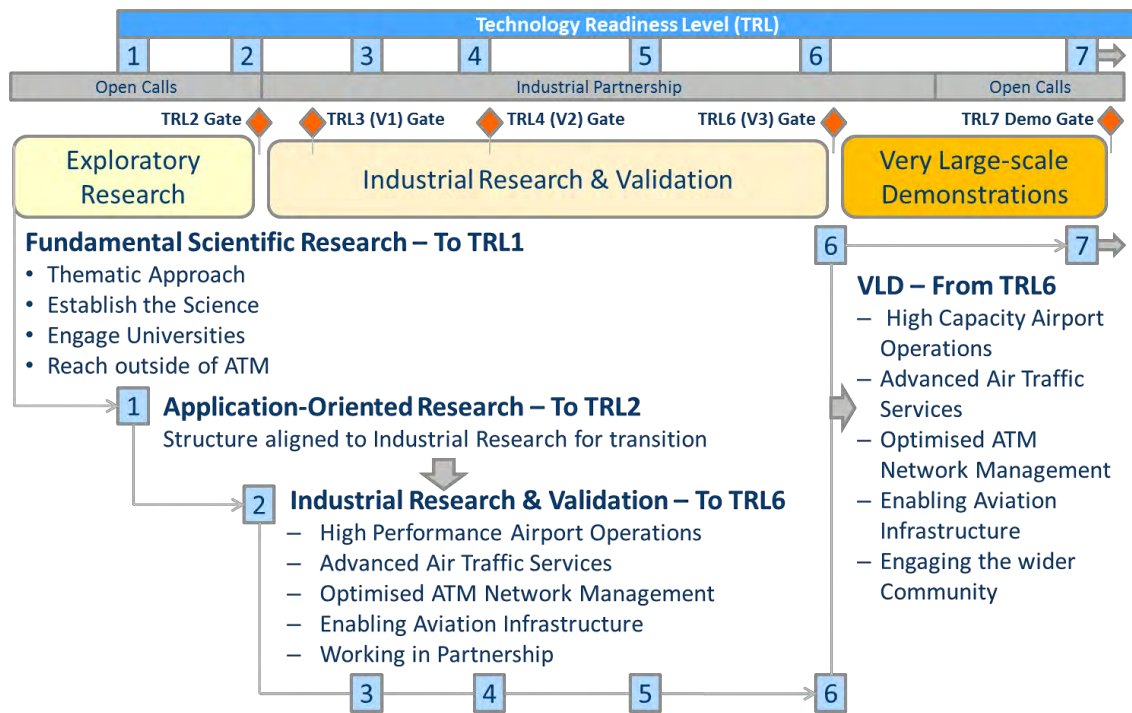 Technology Readiness Level (TRL)
1 2 3 4 5 6 7
Open Calls Industrial Partnership Open Calls
TRL2 Gate TRL3 (V1) Gate TRL4 (V2) Gate TRL6 (V3) Gate TRL7 Demo Gate
Exploratory
Research
Industrial Research & Validation
Very Large-scale
Demonstrations
Fundamental Scientific Research – To TRL1
• Thematic Approach
• Establish the Science
• Engage Universities
• Reach outside of ATM
1 Application-Oriented Research – To TRL2
Structure aligned to Industrial Research for transition
2 Industrial Research & Validation – To TRL6
– High Performance Airport Operations
– Advanced Air Traffic Services
– Optimised ATM Network Management
– Enabling Aviation Infrastructure
– Working in Partnership
3 4 5 6
6 7
VLD – From TRL6
– High Capacity Airport
Operations
– Advanced Air Traffic
Services
– Optimised ATM
Network Management
– Enabling Aviation
Infrastructure
– Engaging the wider
Community